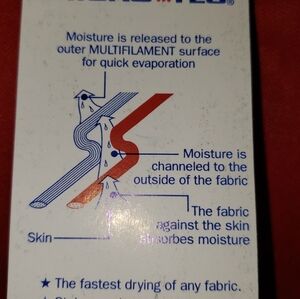 Moisture is released to the
outer MULTIFILAMENT surface
for quick evaporation
Moisture is
channeled to the
outside of the fabric
The fabric
against the skin
absorbes moisture
Skin
★ The fastest drying of any fabric.